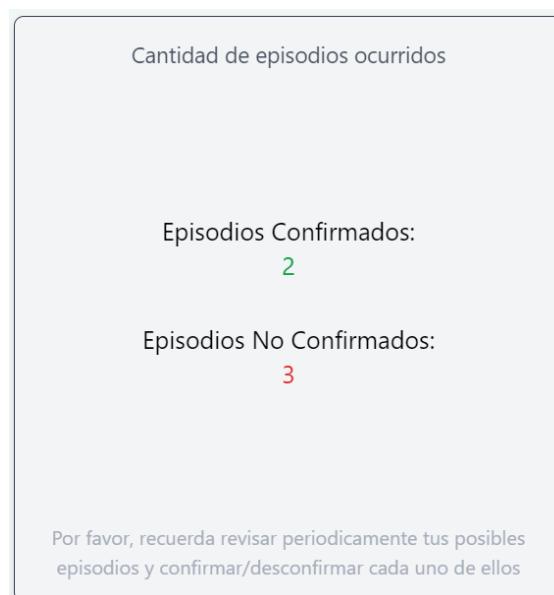 Cantidad de episodios ocurridos
Episodios Confirmados:
2
Episodios No Confirmados:
3
Por favor, recuerda revisar periodicamente tus posibles
episodios y confirmar/desconfirmar cada uno de ellos